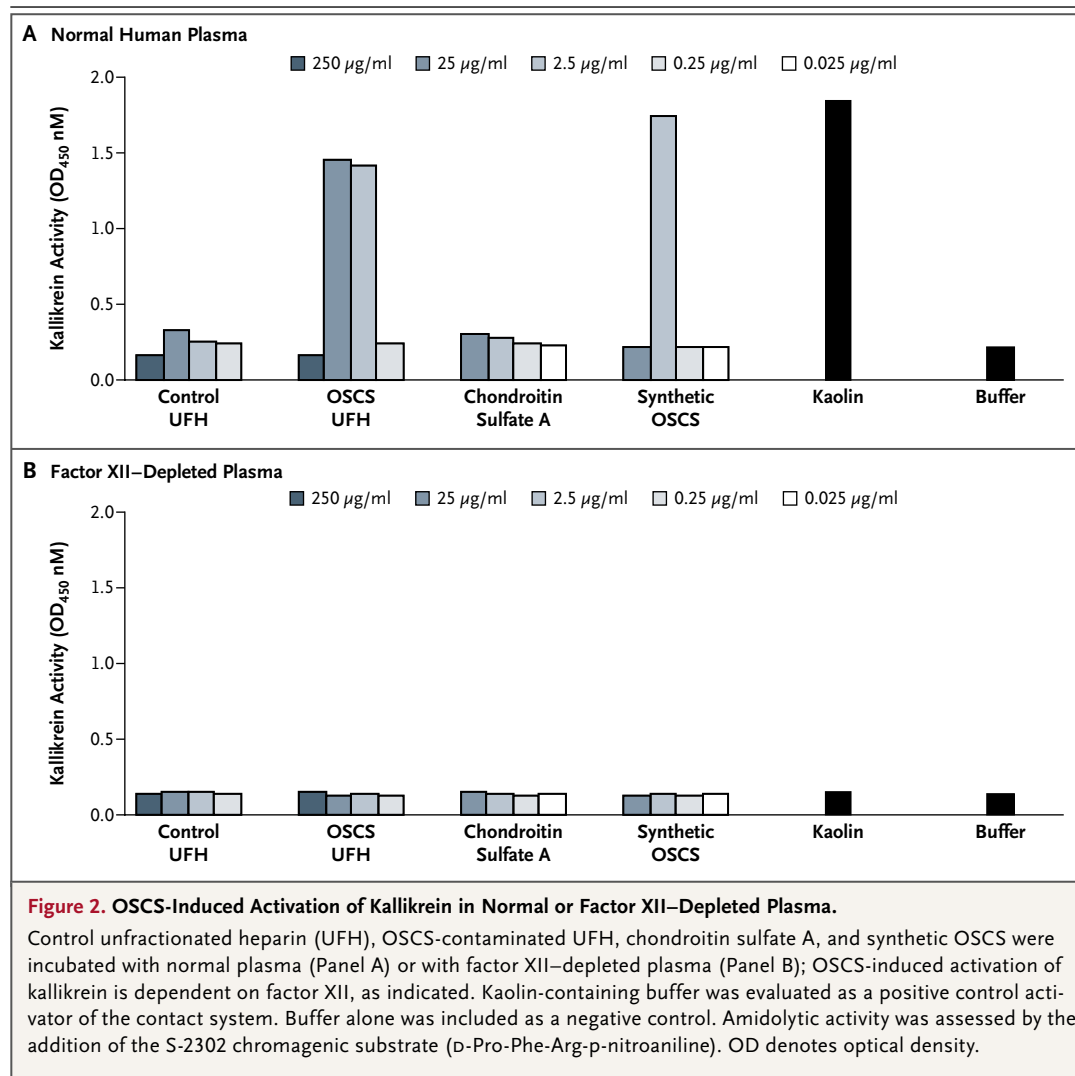 A Normal Human Plasma
250 µg/ml 25 µg/ml 2.5 µg/ml 0.25 µg/ml 0.025 µg/ml
Kallikrein Activity (OD450 nM)
2.0
1.5
1.0
0.5
0.0
Control UFH
OSCS UFH
Chondroitin Sulfate A
Synthetic OSCS
Kaolin
Buffer
B Factor XII–Depleted Plasma
250 µg/ml 25 µg/ml 2.5 µg/ml 0.25 µg/ml 0.025 µg/ml
Kallikrein Activity (OD450 nM)
2.0
1.5
1.0
0.5
0.0
Control UFH
OSCS UFH
Chondroitin Sulfate A
Synthetic OSCS
Kaolin
Buffer
Figure 2. OSCS-Induced Activation of Kallikrein in Normal or Factor XII–Depleted Plasma.
Control unfractionated heparin (UFH), OSCS-contaminated UFH, chondroitin sulfate A, and synthetic OSCS were
incubated with normal plasma (Panel A) or with factor XII–depleted plasma (Panel B); OSCS-induced activation of
kallikrein is dependent on factor XII, as indicated. Kaolin-containing buffer was evaluated as a positive control acti-
vator of the contact system. Buffer alone was included as a negative control. Amidolytic activity was assessed by the
addition of the S-2302 chromagenic substrate (D-Pro-Phe-Arg-p-nitroaniline). OD denotes optical density.